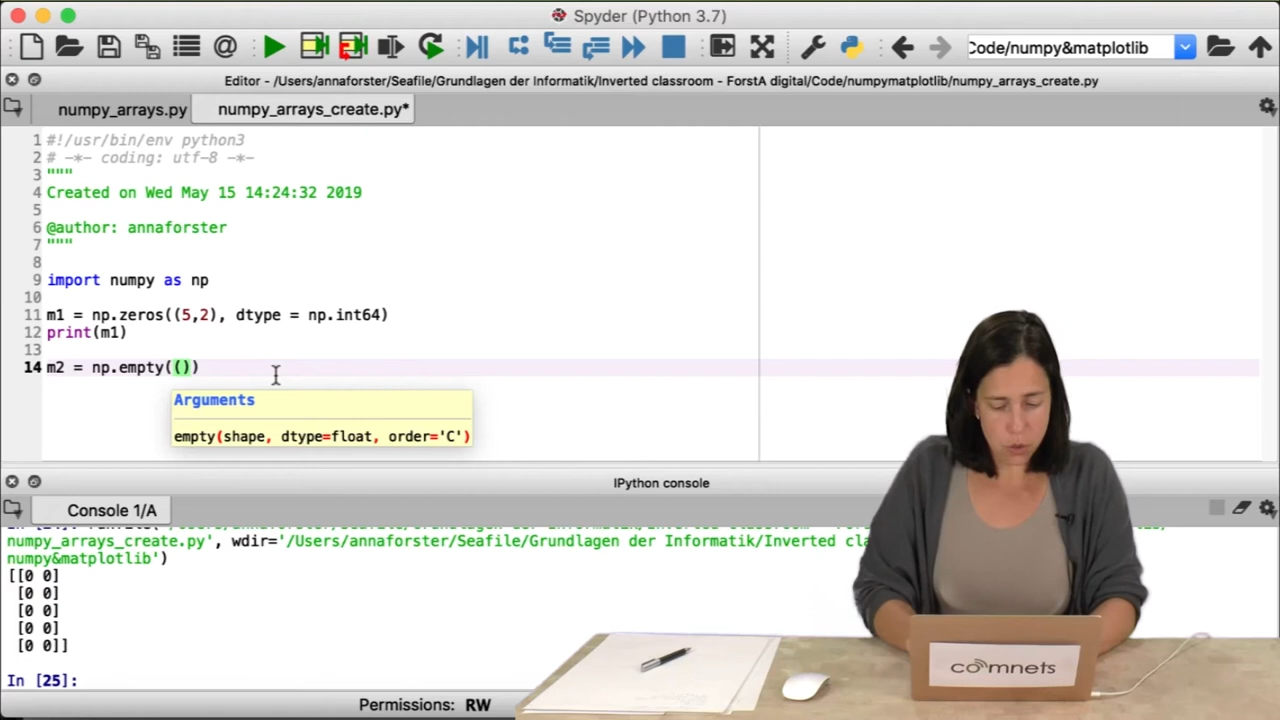 Spyder (Python 3.7)
Code/numpy&matplotlib
Editor - /Users/annaforster/Seafile/Grundlagen der Informatik/Inverted classroom - ForstA digital/Code/numpymatplotlib/numpy_arrays_create.py
numpy_arrays.py numpy_arrays_create.py*
1 #!/usr/bin/env python3
2 # -*- coding: utf-8 -*-
3 """
4 Created on Wed May 15 14:24:32 2019
5
6 @author: annaforster
7 """
8
9 import numpy as np
10
11 m1 = np.zeros((5,2), dtype = np.int64)
12 print(m1)
13
14 m2 = np.empty(())
Arguments
empty(shape, dtype=float, order='C')
IPython console
Console 1/A
numpy_arrays_create.py', wdir='/Users/annaforster/Seafile/Grundlagen der Informatik/Inverted
numpy&matplotlib')
[[0 0]
[0 0]
[0 0]
[0 0]
[0 0]]
In [25]:
Permissions: RW
comnets